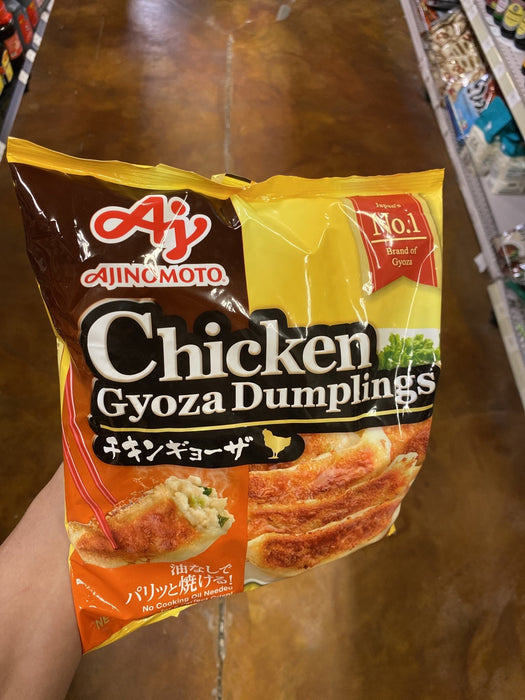 Aj
AJINOMOTO
Japan's
No.1
Brand of
Gyoza
Chicken
Gyoza Dumplings
チキンギョーザ
油なしで
パリッと焼ける!
No Cooking Oil Needed